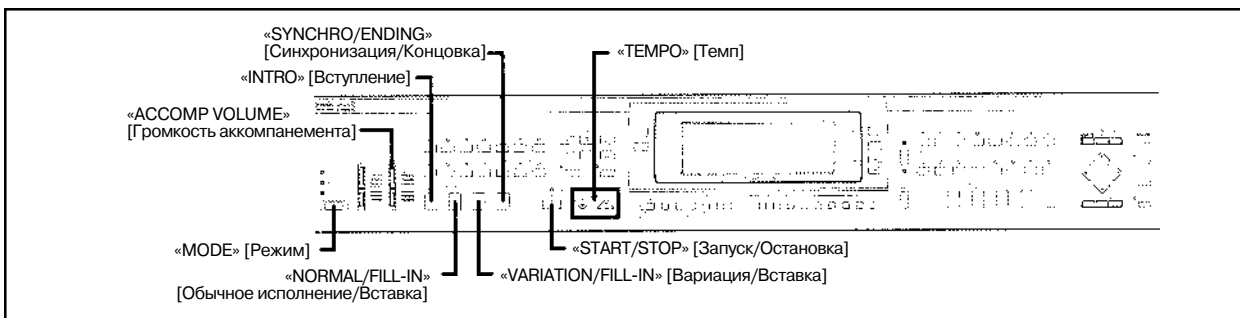 «SYNCHRO/ENDING»
[Синхронизация/Концовка]
«TEMPO» [Темп]
«INTRO» [Вступление]
«ACCOMP VOLUME»
[Громкость аккомпанемента]
«MODE» [Режим]
«START/STOP» [Запуск/Остановка]
«NORMAL/FILL-IN»
[Обычное исполнение/Вставка]
«VARIATION/FILL-IN» [Вариация/Вставка]